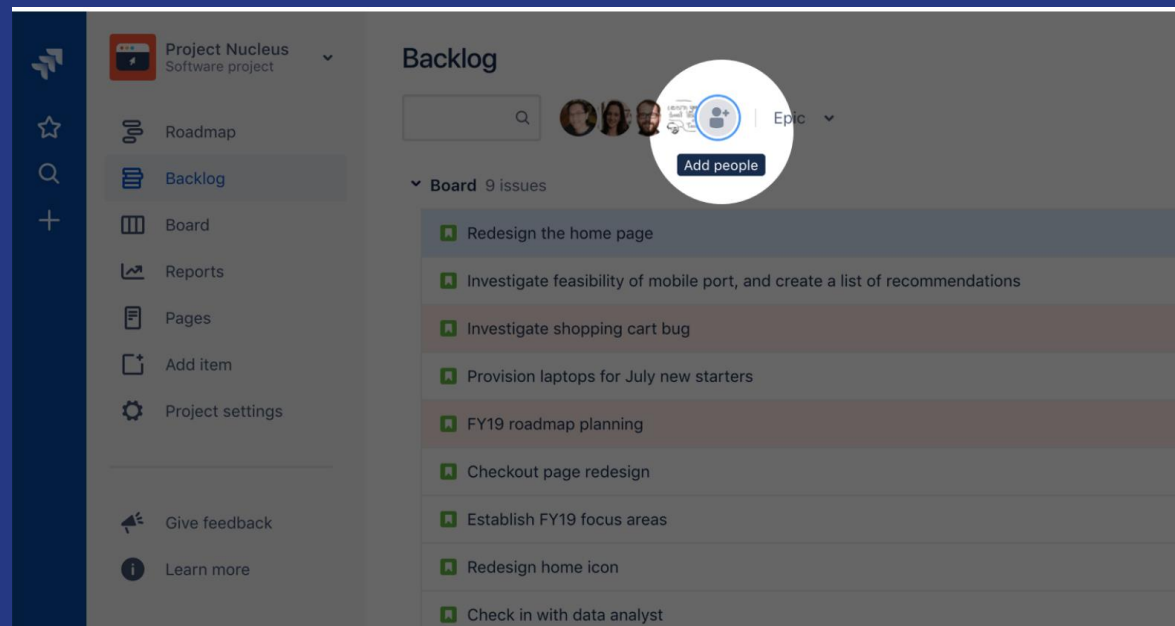 Project Nucleus
Software project
Roadmap
Backlog
Board
Reports
Pages
Add item
Project settings
Give feedback
Learn more
Backlog
Epic
Add people
Board 9 issues
Redesign the home page
Investigate feasibility of mobile port, and create a list of recommendations
Investigate shopping cart bug
Provision laptops for July new starters
FY19 roadmap planning
Checkout page redesign
Establish FY19 focus areas
Redesign home icon
Check in with data analyst